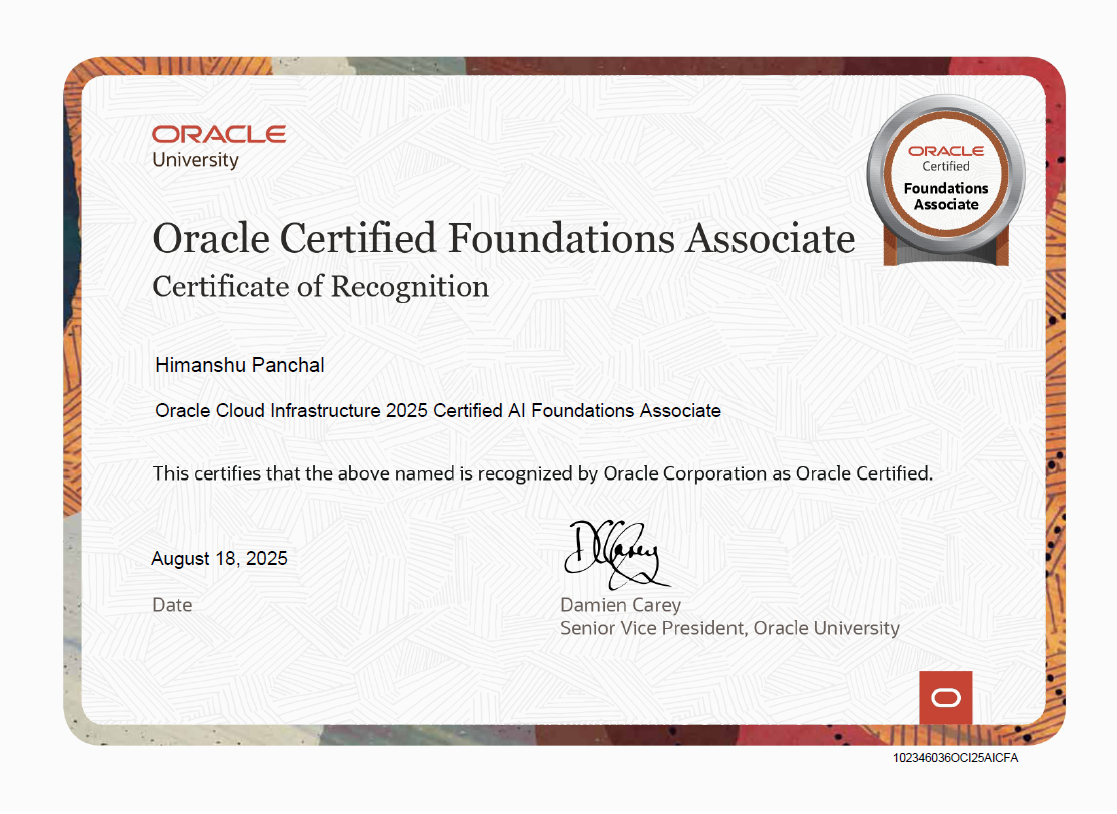 ORACLE
University
ORACLE
Certified
Foundations
Associate
Oracle Certified Foundations Associate
Certificate of Recognition
Himanshu Panchal
Oracle Cloud Infrastructure 2025 Certified AI Foundations Associate
This certifies that the above named is recognized by Oracle Corporation as Oracle Certified.
DCarey
August 18, 2025
Date
Damien Carey
Senior Vice President, Oracle University
102346036OCI25AICFA